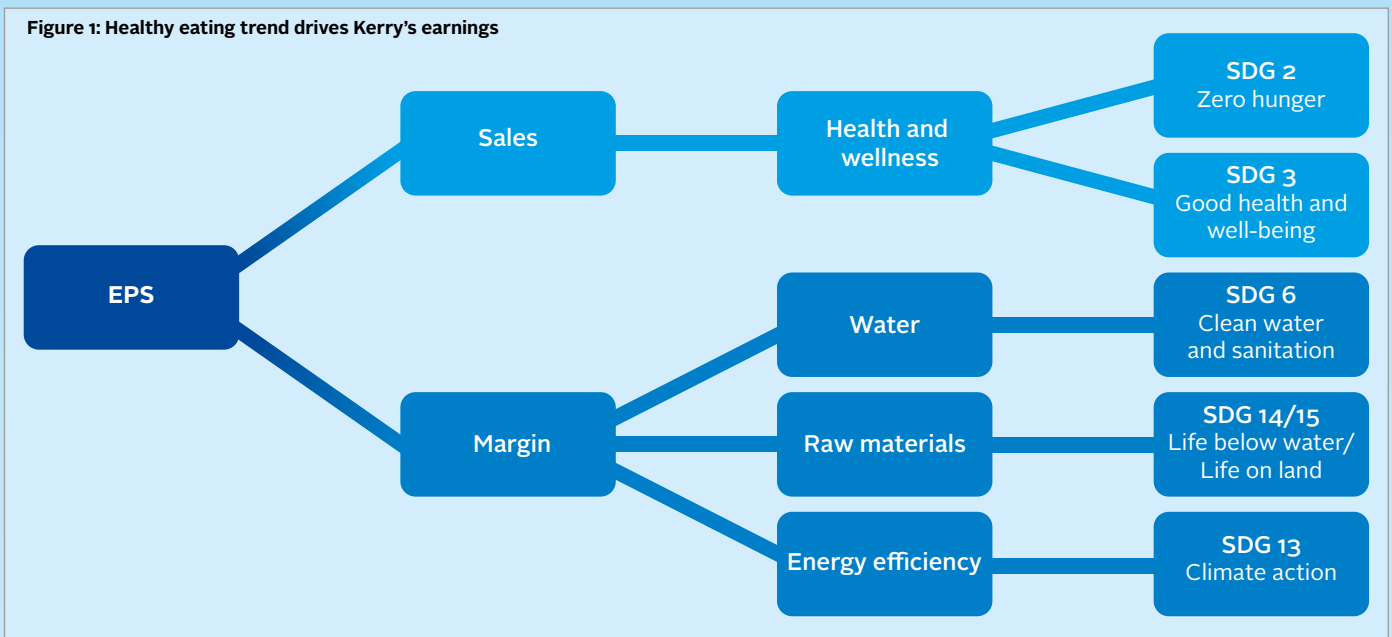 Figure 1: Healthy eating trend drives Kerry's earnings
EPS
Sales
Health and
wellness
SDG 2
Zero hunger
SDG 3
Good health and
well-being
Margin
Water
SDG 6
Clean water
and sanitation
Raw materials
SDG 14/15
Life below water/
Life on land
Energy efficiency
SDG 13
Climate action